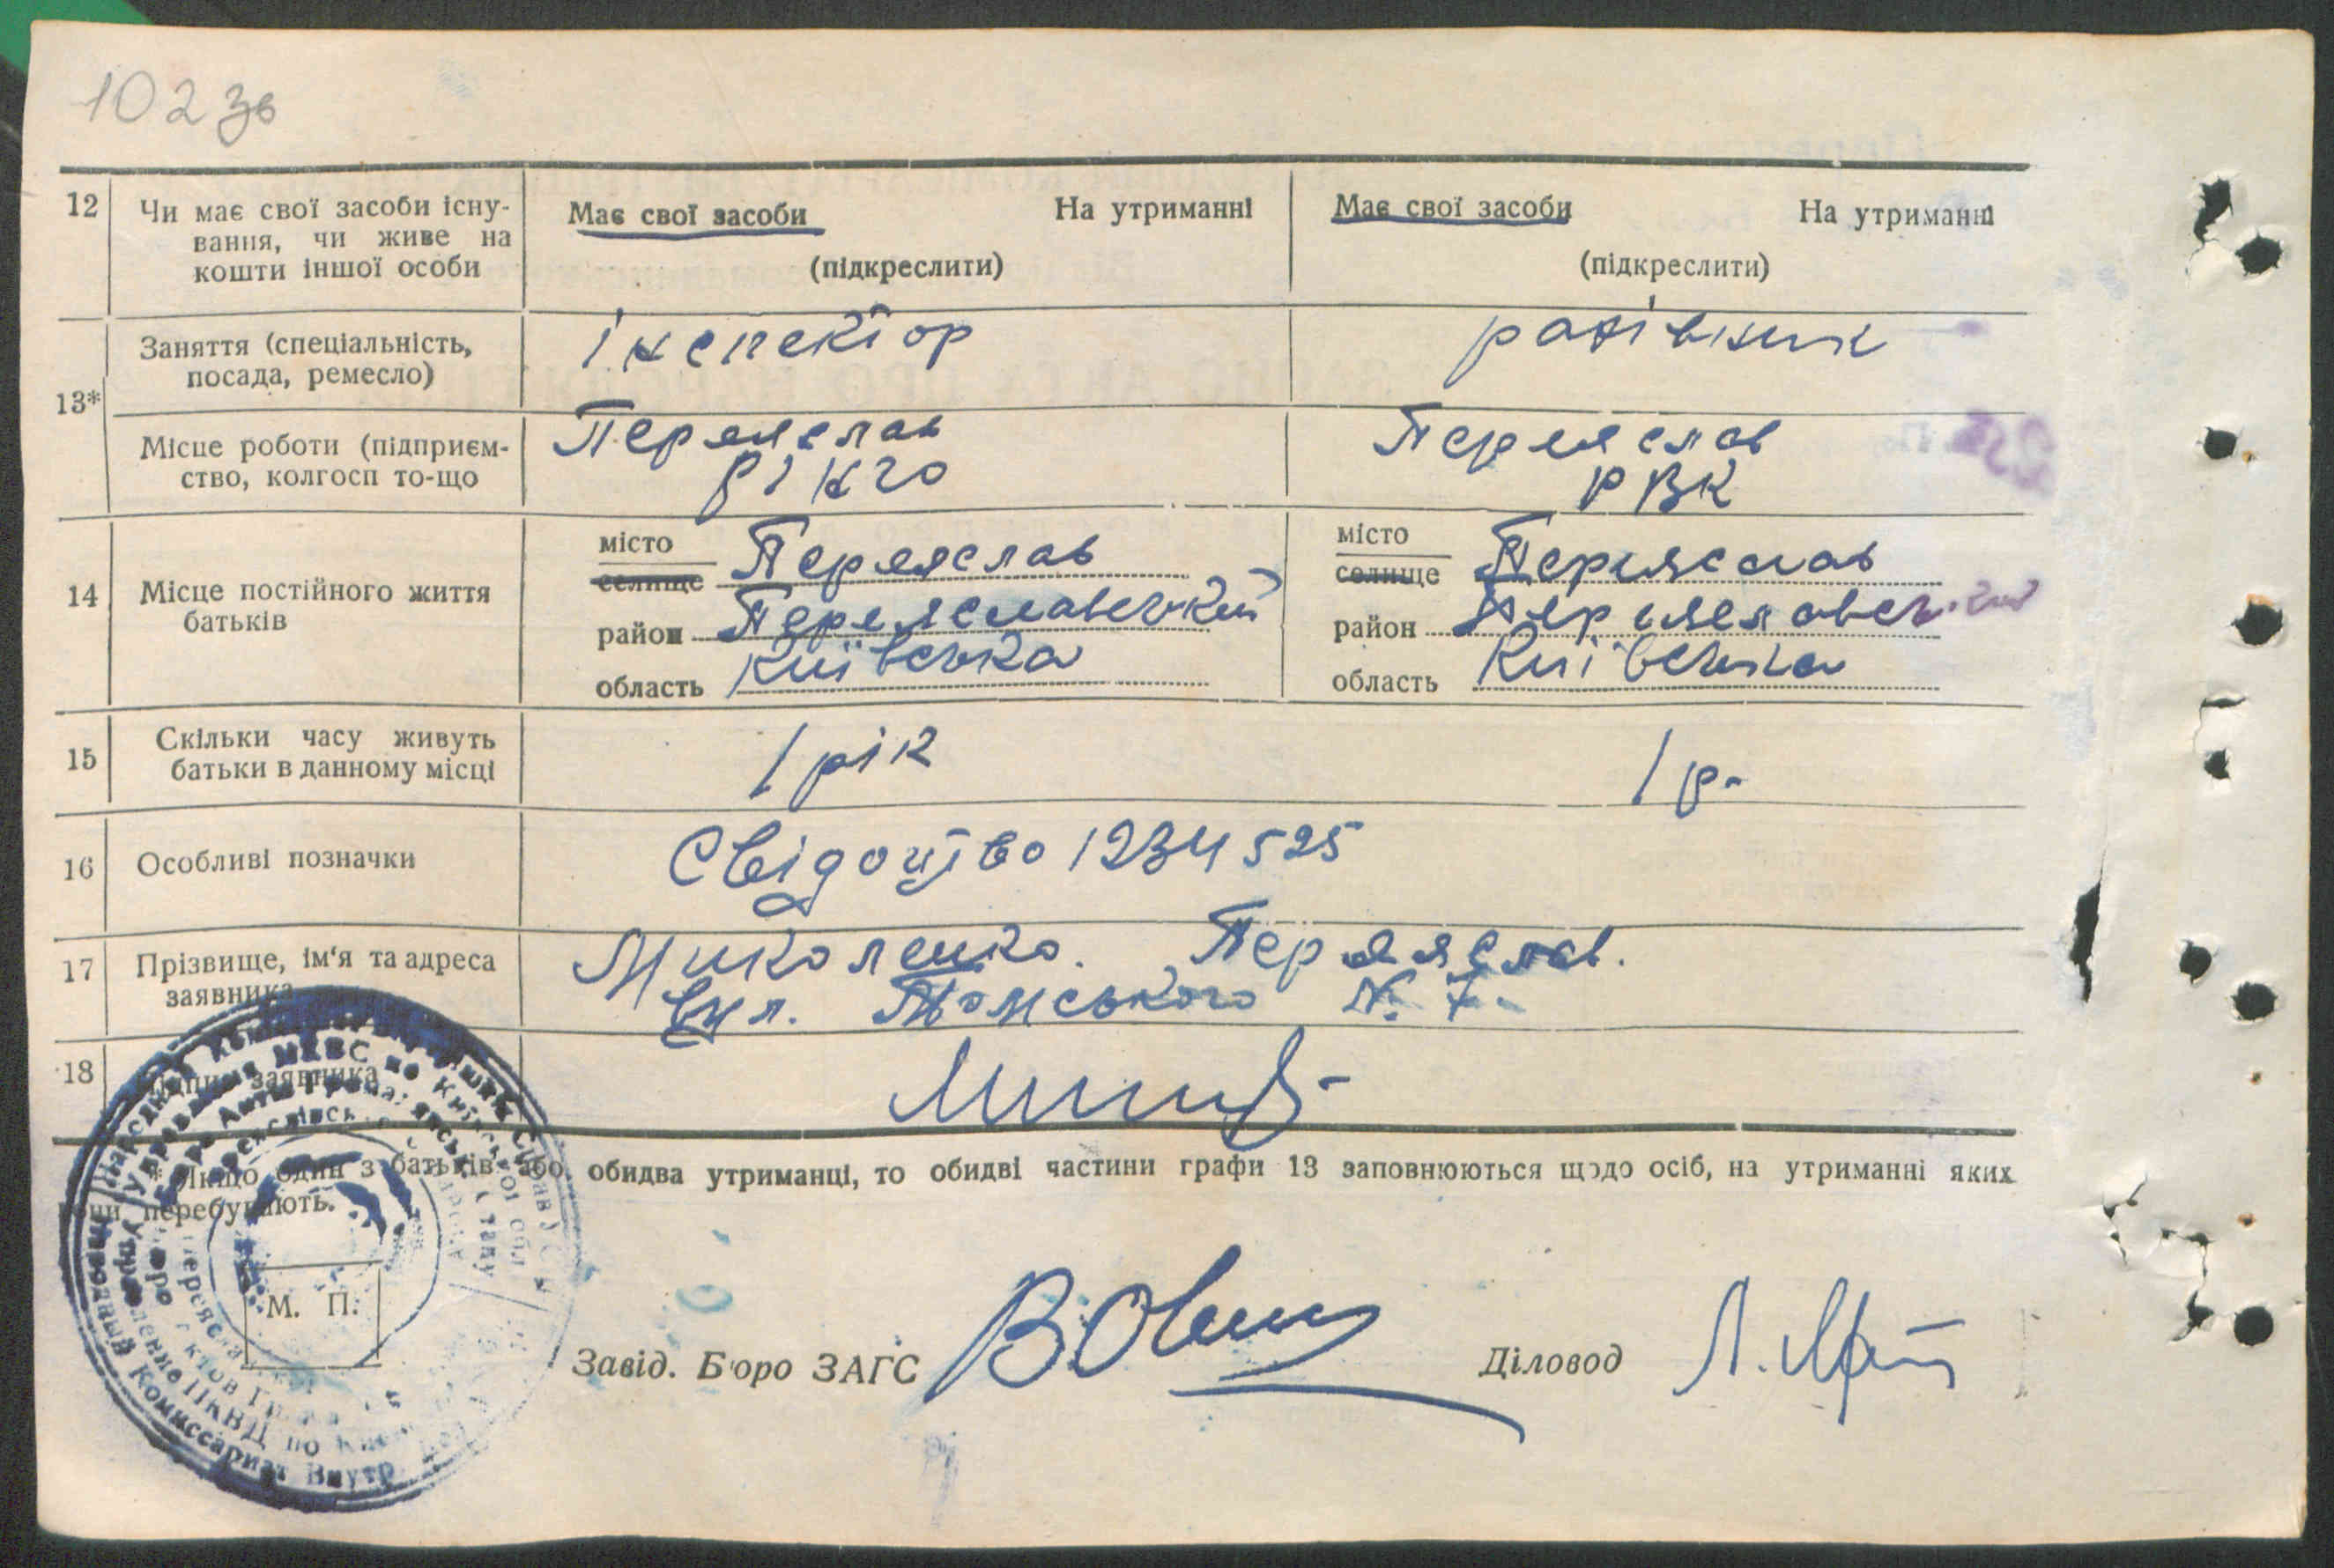 102 зв
12 Чи має свої засоби існу- Має свої засоби На утриманні Має свої засоби На утриманні
вання, чи живе на
кошти іншої особи (підкреслити) (підкреслити)
Заняття (спеціальність, інспектор
посада, ремесло)
13*
Місце роботи (підприєм- Переяслав Переяслав
ство, колгосп то-що РВК
14 Місце постійного життя місто Переяслав місто Переяслав
батьків селище селище
район Переяславський район Переяславський
область Київська область Київська
15 Скільки часу живуть 1 рік 1 р.
батьки в данному місці
16 Особливі позначки Свідоцтво 1234525
17 Прізвище, ім'я та адреса Миколенко. Переяслав.
заявника вул. № 7
18 Підпис заявника
* Якщо один з батьків або обидва утриманці, то обидві частини графи 13 заповнюються щодо осіб, на утриманні яких
вони перебувають.
М. П.
Завід. Бюро ЗАГС Діловод